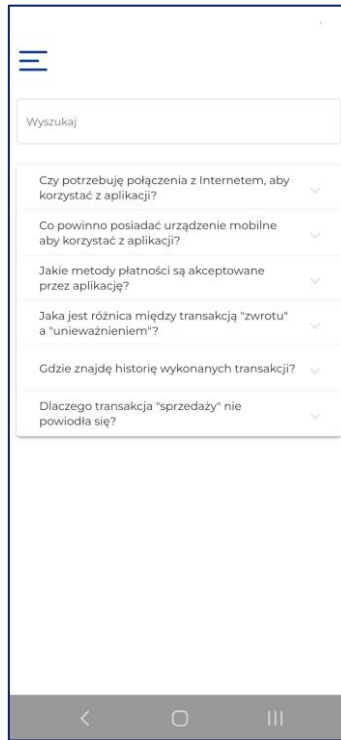 Wyszukaj
Czy potrzebuję połączenia z Internetem, aby
korzystać z aplikacji?
Co powinno posiadać urządzenie mobilne
aby korzystać z aplikacji?
Jakie metody płatności są akceptowane
przez aplikację?
Jaka jest różnica między transakcją "zwrotu"
a "unieważnieniem"?
Gdzie znajdę historię wykonanych transakcji?
Dlaczego transakcja "sprzedaży" nie
powiodła się?